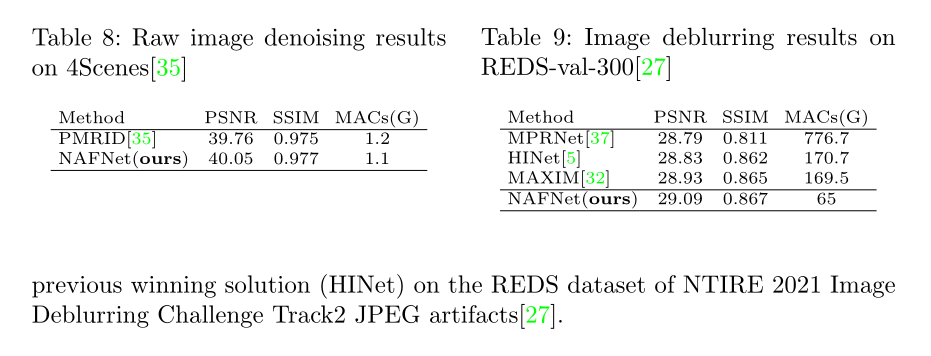 Table 8: Raw image denoising results
on 4Scenes[35]
Method PSNR SSIM MACs(G)
PMRID[35] 39.76 0.975 1.2
NAFNet(ours) 40.05 0.977 1.1
Table 9: Image deblurring results on
REDS-val-300[27]
Method PSNR SSIM MACs(G)
MPRNet[37] 28.79 0.811 776.7
HINet[5] 28.83 0.862 170.7
MAXIM[32] 28.93 0.865 169.5
NAFNet(ours) 29.09 0.867 65
previous winning solution (HINet) on the REDS dataset of NTIRE 2021 Image
Deblurring Challenge Track2 JPEG artifacts[27].